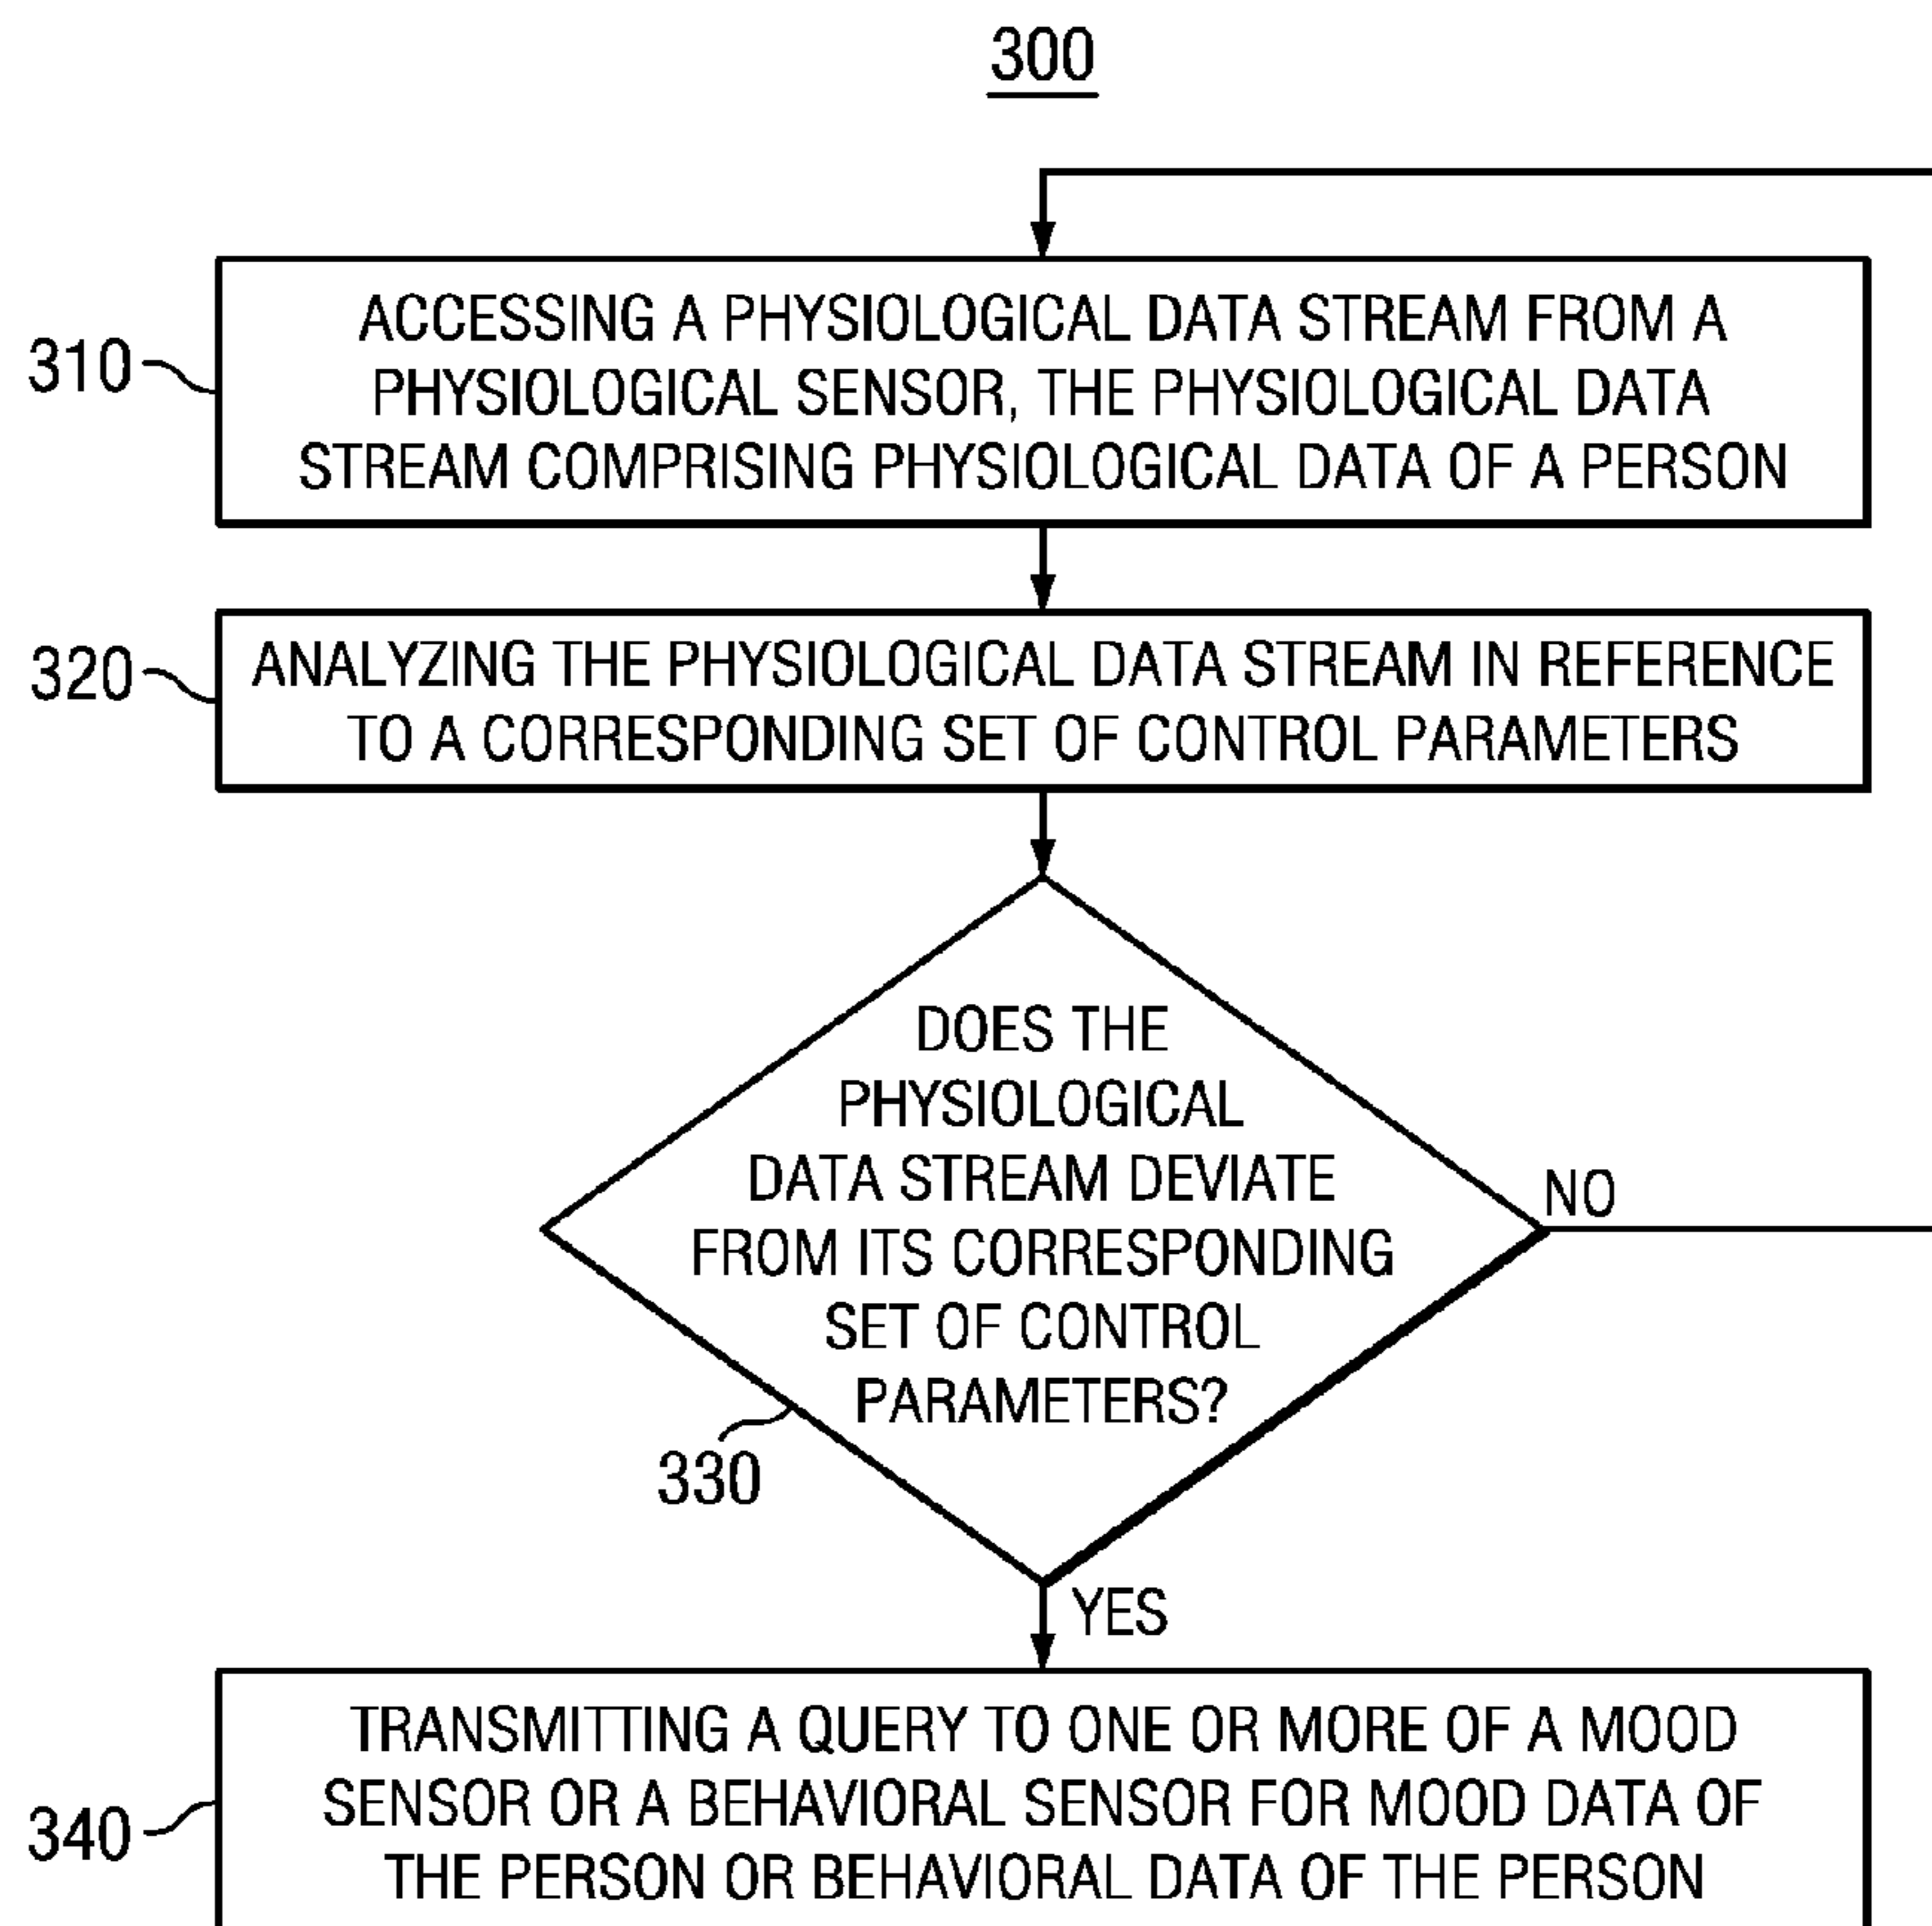 300
310
ACCESSING A PHYSIOLOGICAL DATA STREAM FROM A
PHYSIOLOGICAL SENSOR, THE PHYSIOLOGICAL DATA
STREAM COMPRISING PHYSIOLOGICAL DATA OF A PERSON
320
ANALYZING THE PHYSIOLOGICAL DATA STREAM IN REFERENCE
TO A CORRESPONDING SET OF CONTROL PARAMETERS
DOES THE
PHYSIOLOGICAL
DATA STREAM DEVIATE
FROM ITS CORRESPONDING
SET OF CONTROL
PARAMETERS?
NO
330
YES
340
TRANSMITTING A QUERY TO ONE OR MORE OF A MOOD
SENSOR OR A BEHAVIORAL SENSOR FOR MOOD DATA OF
THE PERSON OR BEHAVIORAL DATA OF THE PERSON